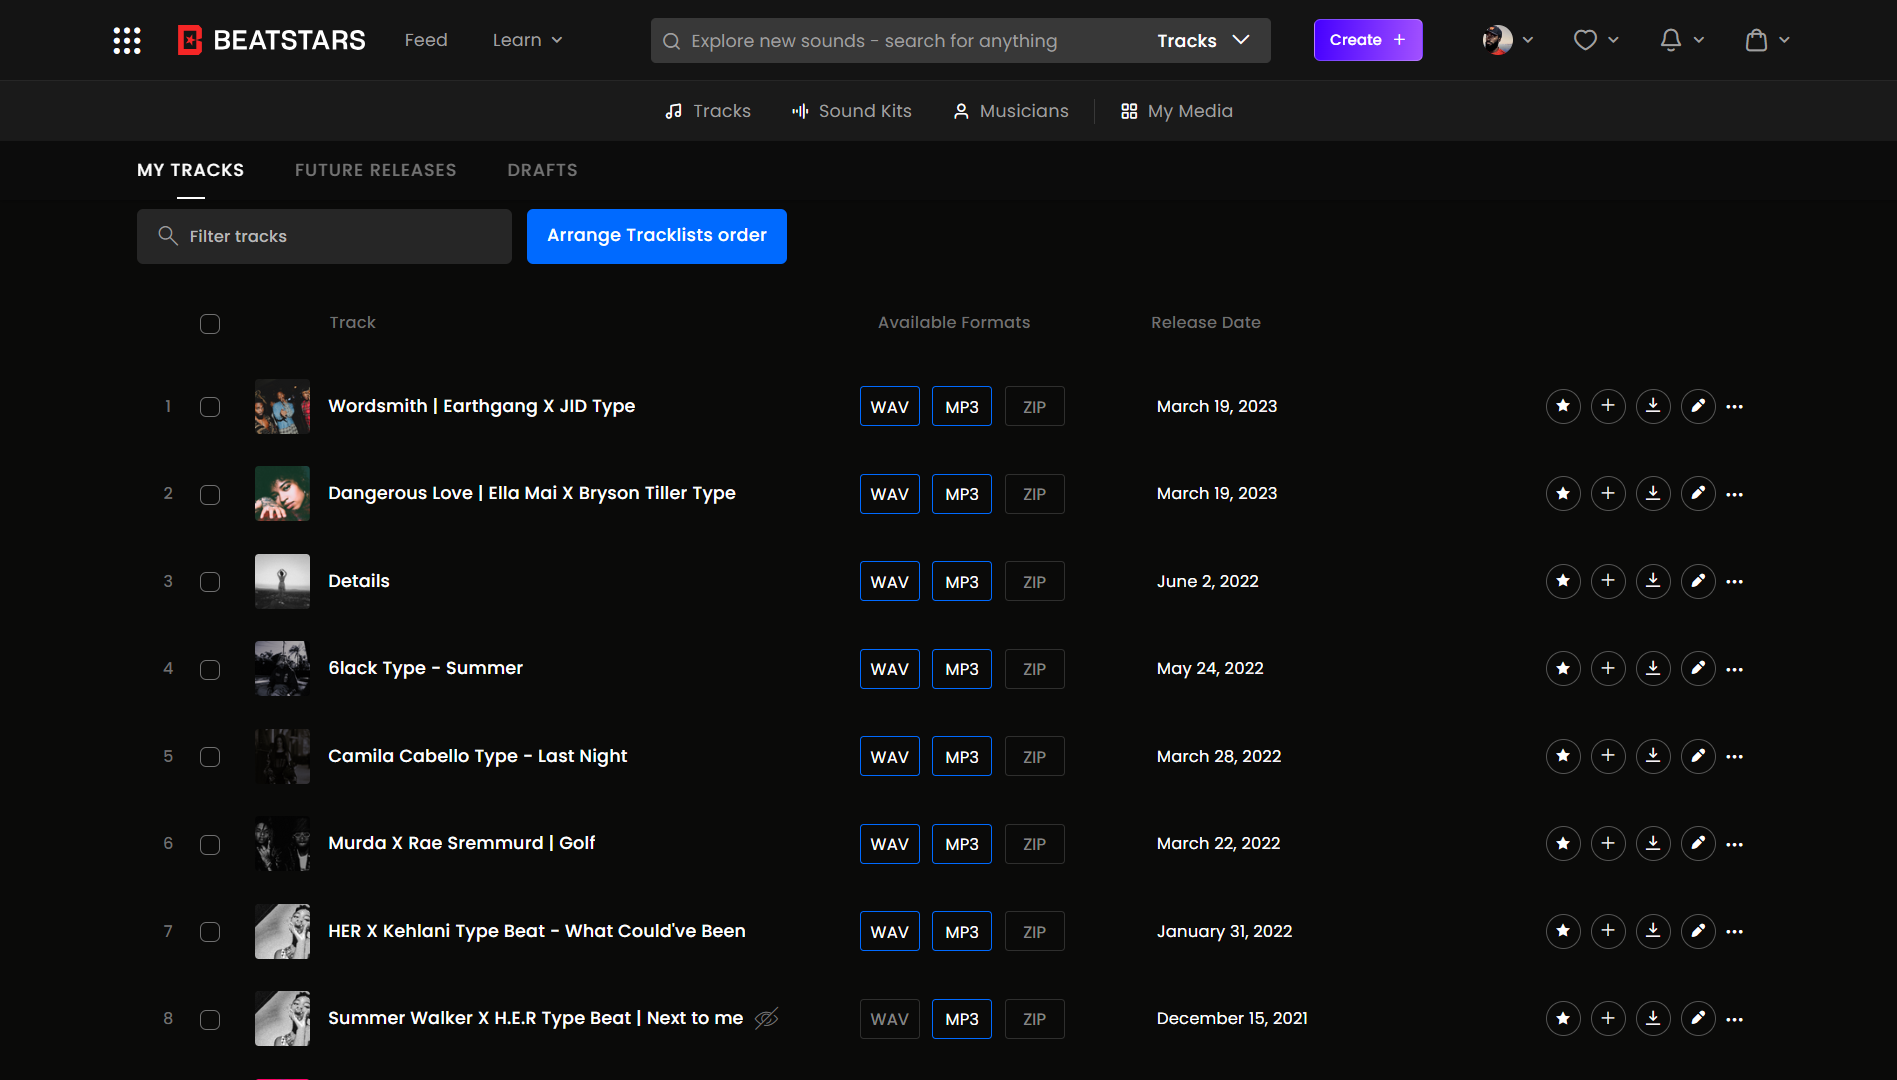 BEATSTARS Feed Learn Explore new sounds - search for anything Tracks Create +
Tracks Sound Kits Musicians My Media
MY TRACKS FUTURE RELEASES DRAFTS
Filter tracks Arrange Tracklists order
Track Available Formats Release Date
1 Wordsmith | Earthgang X JID Type WAV MP3 ZIP March 19, 2023
2 Dangerous Love | Ella Mai X Bryson Tiller Type WAV MP3 ZIP March 19, 2023
3 Details WAV MP3 ZIP June 2, 2022
4 6lack Type - Summer WAV MP3 ZIP May 24, 2022
5 Camila Cabello Type - Last Night WAV MP3 ZIP March 28, 2022
6 Murda X Rae Sremmurd | Golf WAV MP3 ZIP March 22, 2022
7 HER X Kehlani Type Beat - What Could've Been WAV MP3 ZIP January 31, 2022
8 Summer Walker X H.E.R Type Beat | Next to me WAV MP3 ZIP December 15, 2021